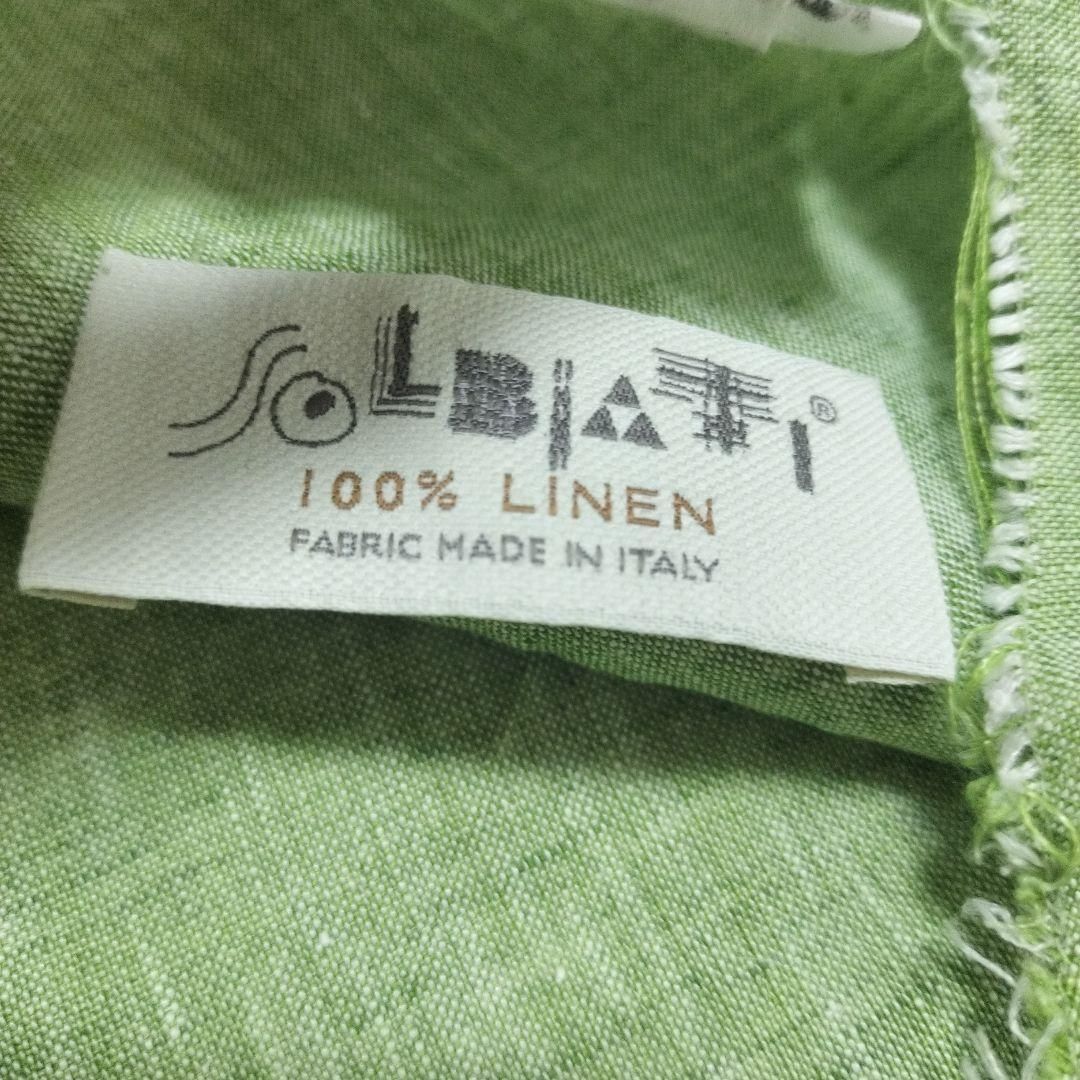 SOLBIATI®
100% LINEN
FABRIC MADE IN ITALY